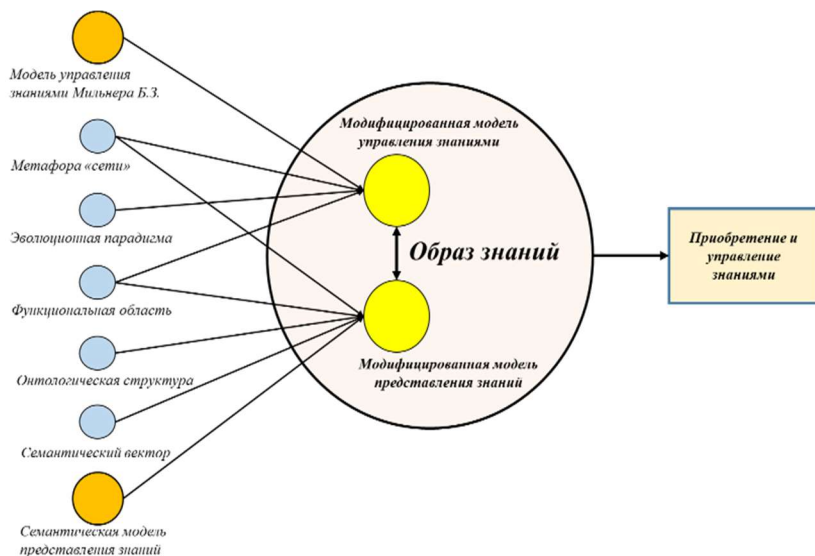 Модель управления
знаниями Мильнера Б.З.
Метафора «сети»
Эволюционная парадигма
Функциональная область
Онтологическая структура
Семантический вектор
Семантическая модель
представления знаний
Модифицированная модель
управления знаниями
Образ знаний
Модифицированная модель
представления знаний
Приобретение и
управление
знаниями